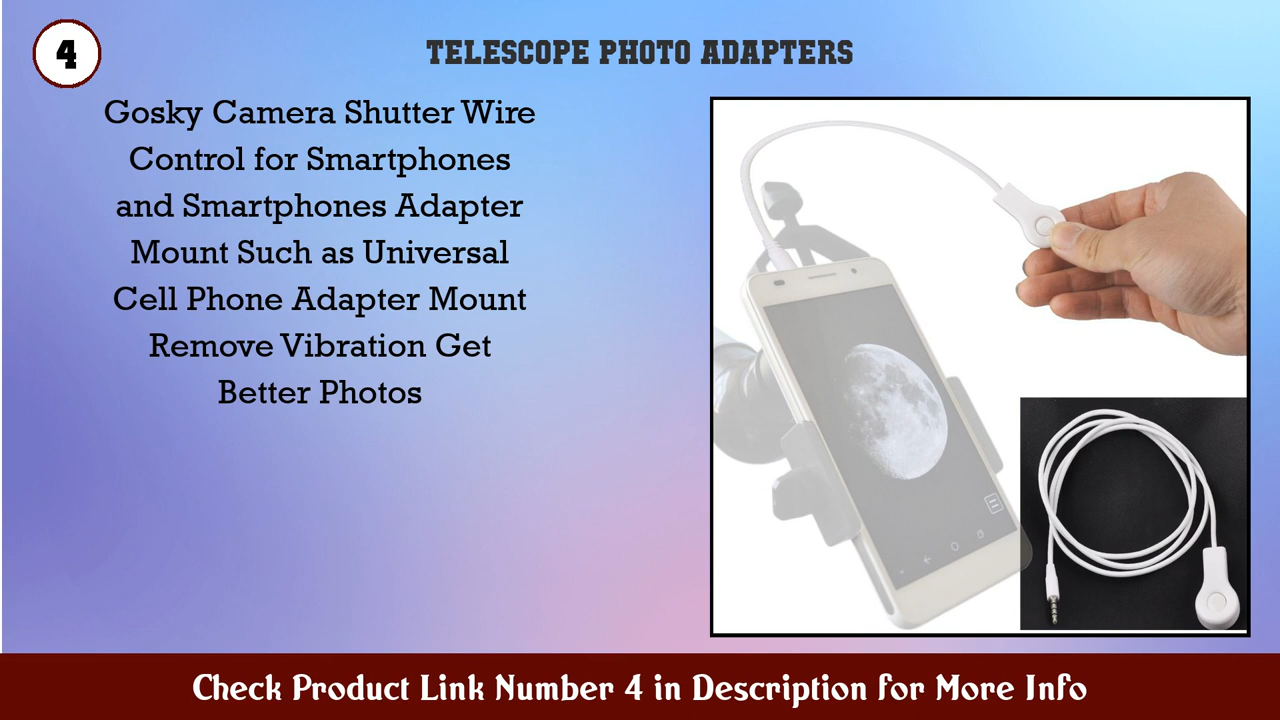 4
TELESCOPE PHOTO ADAPTERS
Gosky Camera Shutter Wire
Control for Smartphones
and Smartphones Adapter
Mount Such as Universal
Cell Phone Adapter Mount
Remove Vibration Get
Better Photos
Check Product Link Number 4 in Description for More Info